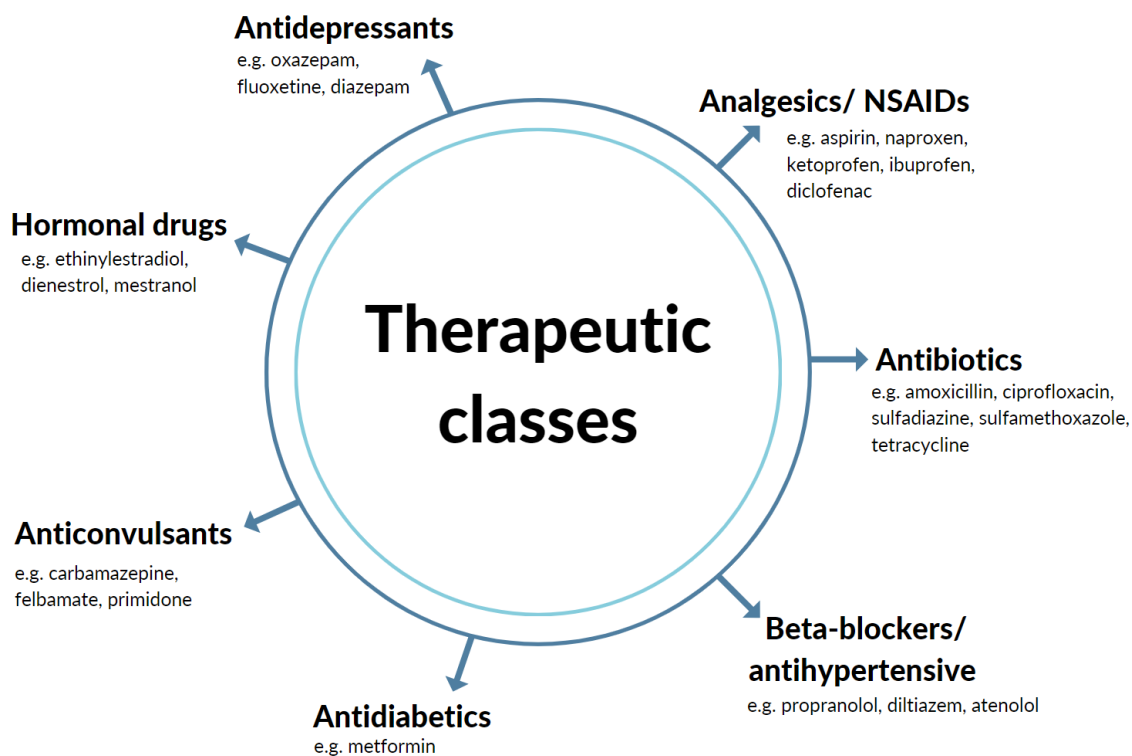 Antidepressants
e.g. oxazepam,
fluoxetine, diazepam
Analgesics/ NSAIDs
e.g. aspirin, naproxen,
ketoprofen, ibuprofen,
diclofenac
Hormonal drugs
e.g. ethinylestradiol,
dienestrol, mestranol
Therapeutic
classes
Antibiotics
e.g. amoxicillin, ciprofloxacin,
sulfadiazine, sulfamethoxazole,
tetracycline
Anticonvulsants
e.g. carbamazepine,
felbamate, primidone
Beta-blockers/
antihypertensive
e.g. propranolol, diltiazem, atenolol
Antidiabetics
e.g. metformin